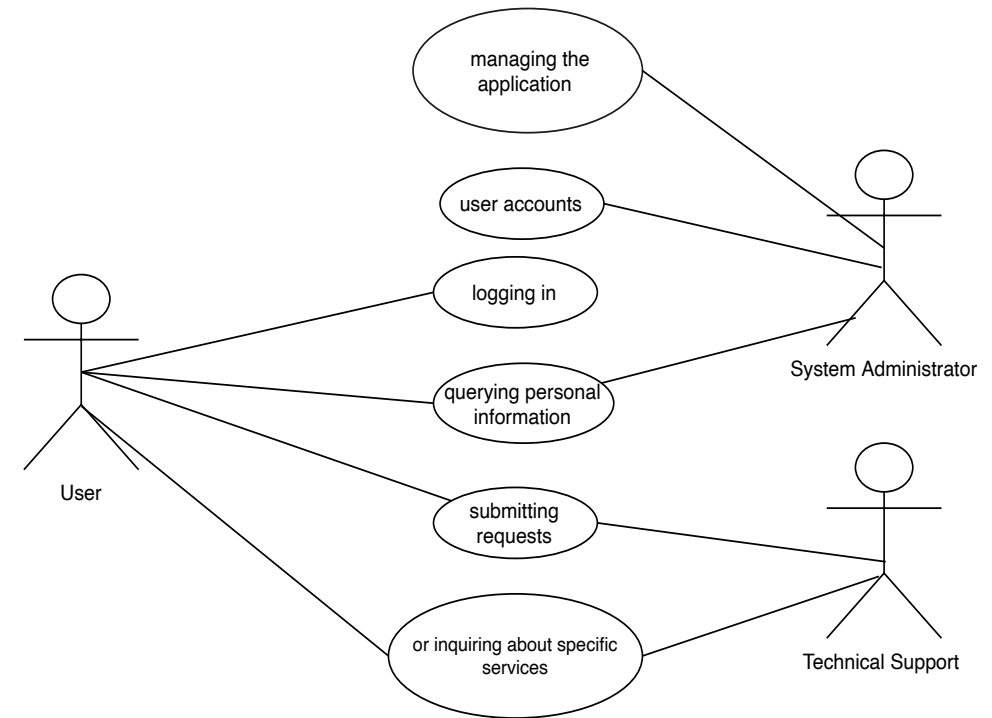 managing the
application
user accounts
logging in
querying personal
information
submitting
requests
or inquiring about specific
services
User
System Administrator
Technical Support